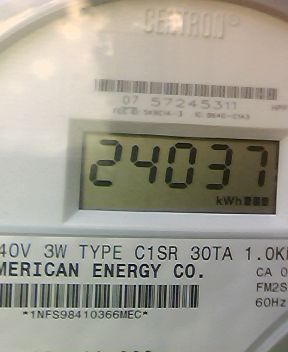 CENTRON®
07 57245311
24037
kWh
40V 3W TYPE C1SR 30TA 1.0K
MERICAN ENERGY CO.
CA 0
FM2S
60Hz
*1NFS98410366MEC*